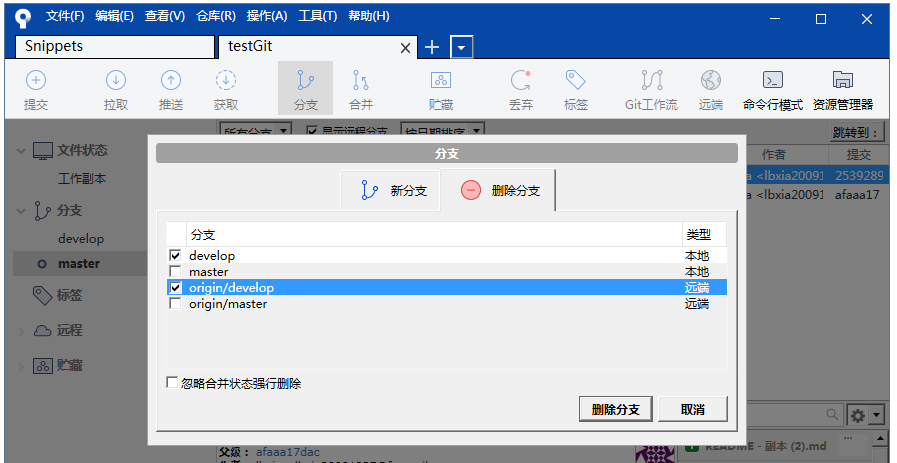 文件(F) 编辑(E) 查看(V) 仓库(R) 操作(A) 工具(T) 帮助(H)
Snippets testGit
提交 拉取 推送 获取 分支 合并 贮藏 丢弃 标签 Git工作流 远端 命令行模式 资源管理器
所有分支 显示远程分支 按日期排序 跳转到：
文件状态
工作副本
分支
develop
master
标签
远程
贮藏
作者 提交
a <lbxia20091 2539289
a <lbxia20091 afaaa17
分支
新分支 删除分支
分支 类型
develop 本地
master 本地
origin/develop 远端
origin/master 远端
忽略合并状态强行删除
删除分支 取消
父级： afaaa17dac
README - 副本 (2).md